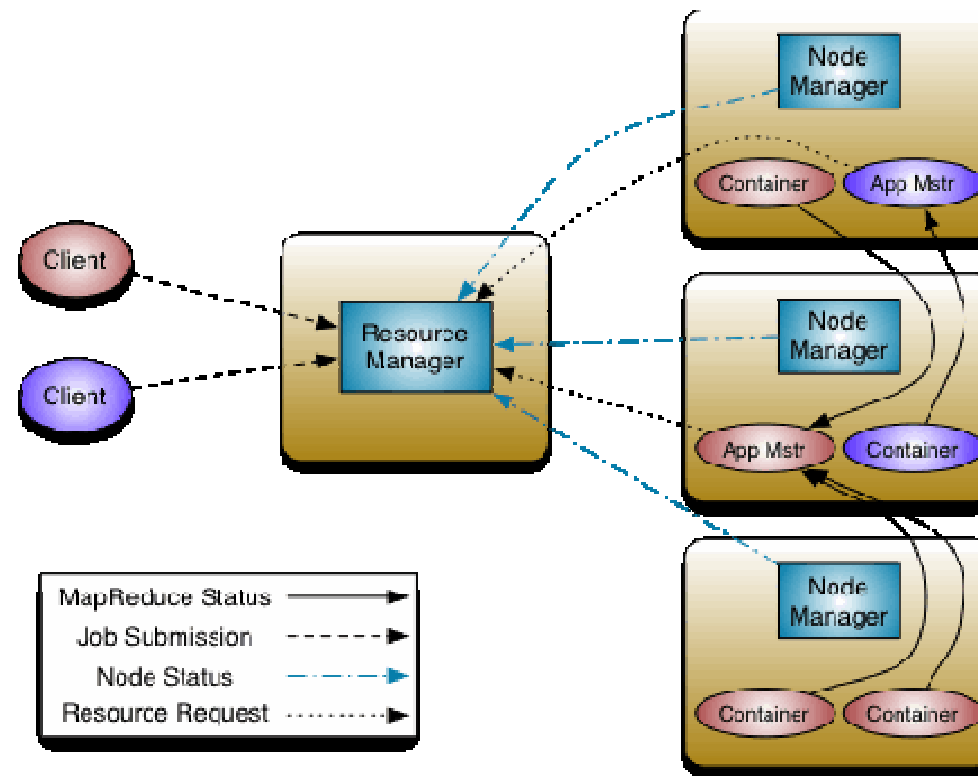 Node
Manager
Container
App Mstr
Client
Resource
Manager
Client
Node
Manager
App Mstr
Container
MapReduce Status
Job Submission
Node Status
Resource Request
Node
Manager
Container
Container